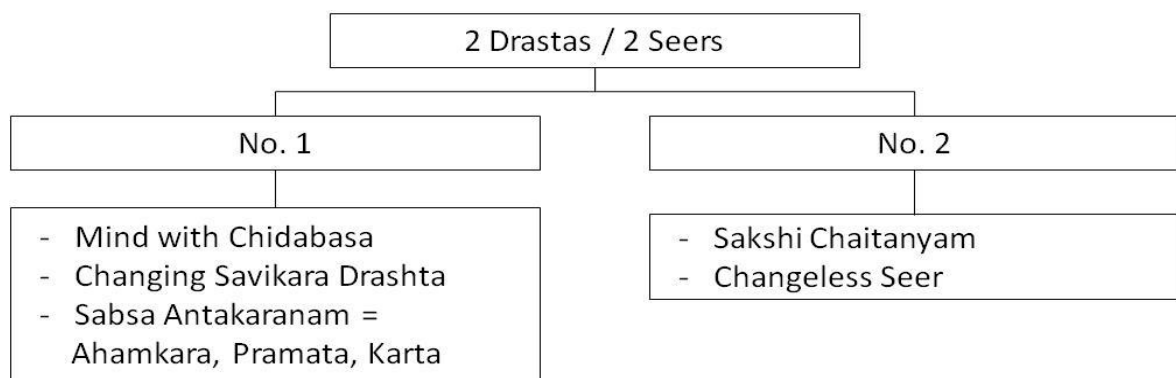 2 Drastas / 2 Seers
No. 1
No. 2
- Mind with Chidabasa
- Changing Savikara Drashta
- Sabsa Antakaranam =
Ahamkara, Pramata, Karta
- Sakshi Chaitanyam
- Changeless Seer